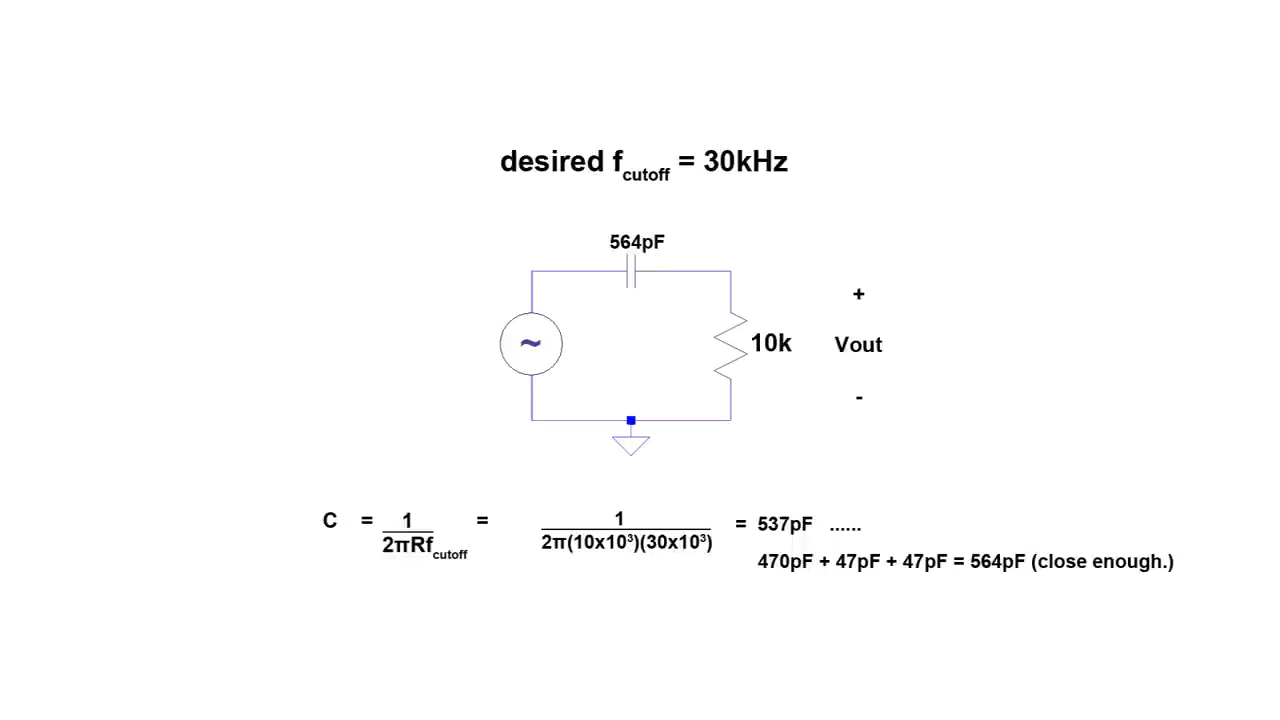 desired fcutoff = 30kHz
564pF
+
~
10k
Vout
-
C = 1 / 2πRfcutoff = 1 / 2π(10x10³)(30x10³) = 537pF ......
470pF + 47pF + 47pF = 564pF (close enough.)